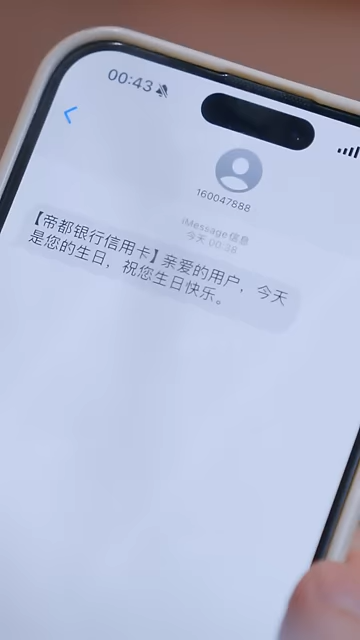 00:43
160047888
iMessage信息
今天 00:38
【帝都银行信用卡】亲爱的用户，今天
是您的生日，祝您生日快乐。